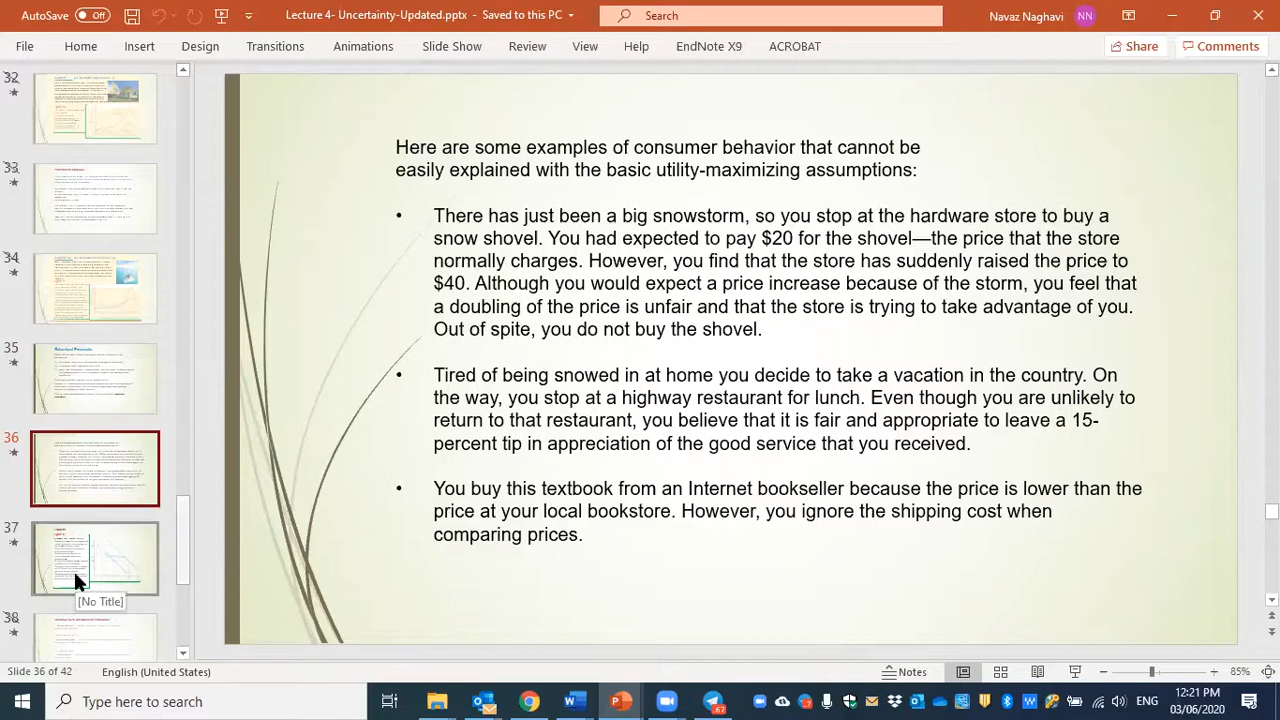 AutoSave Off Lecture 4- Uncertainty-Updated.pptx - Saved to this PC Search Navaz Naghavi NN
File Home Insert Design Transitions Animations Slide Show Review View Help EndNote X9 ACROBAT Share Comments
32
33
34
35
36
37
38
[No Title]
Here are some examples of consumer behavior that cannot be
easily explained with the basic utility-maximizing assumptions:
• There has just been a big snowstorm, so you stop at the hardware store to buy a
snow shovel. You had expected to pay $20 for the shovel—the price that the store
normally charges. However, you find that the store has suddenly raised the price to
$40. Although you would expect a price increase because of the storm, you feel that
a doubling of the price is unfair and that the store is trying to take advantage of you.
Out of spite, you do not buy the shovel.
• Tired of being snowed in at home you decide to take a vacation in the country. On
the way, you stop at a highway restaurant for lunch. Even though you are unlikely to
return to that restaurant, you believe that it is fair and appropriate to leave a 15-
percent tip in appreciation of the good service that you received.
• You buy this textbook from an Internet bookseller because the price is lower than the
price at your local bookstore. However, you ignore the shipping cost when
comparing prices.
Slide 36 of 42 English (United States) Notes 85%
Type here to search 67 ENG 12:21 PM
03/06/2020